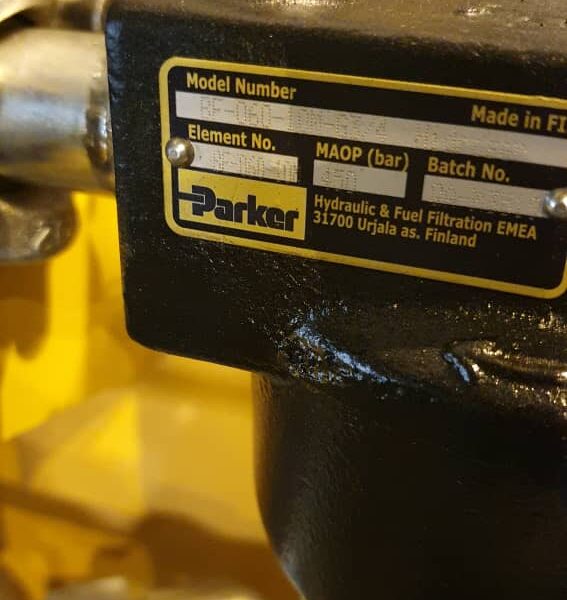 Model Number
Made in FI
Element No.
MAOP (bar)
Batch No.
Parker
Hydraulic & Fuel Filtration EMEA
31700 Urjala as. Finland